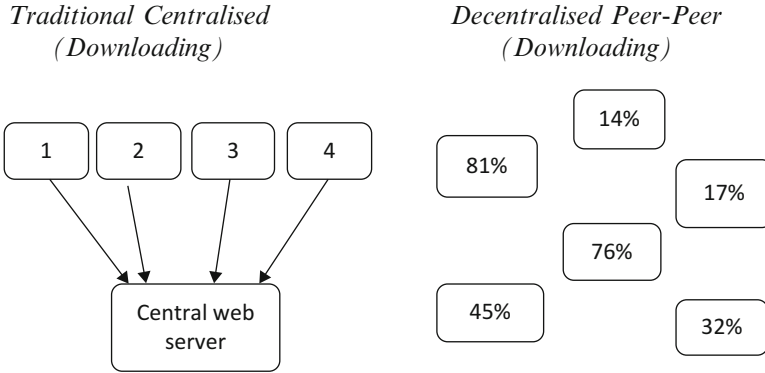 Traditional Centralised
(Downloading)
1
2
3
4
Central web
server
Decentralised Peer-Peer
(Downloading)
14%
81%
17%
76%
45%
32%